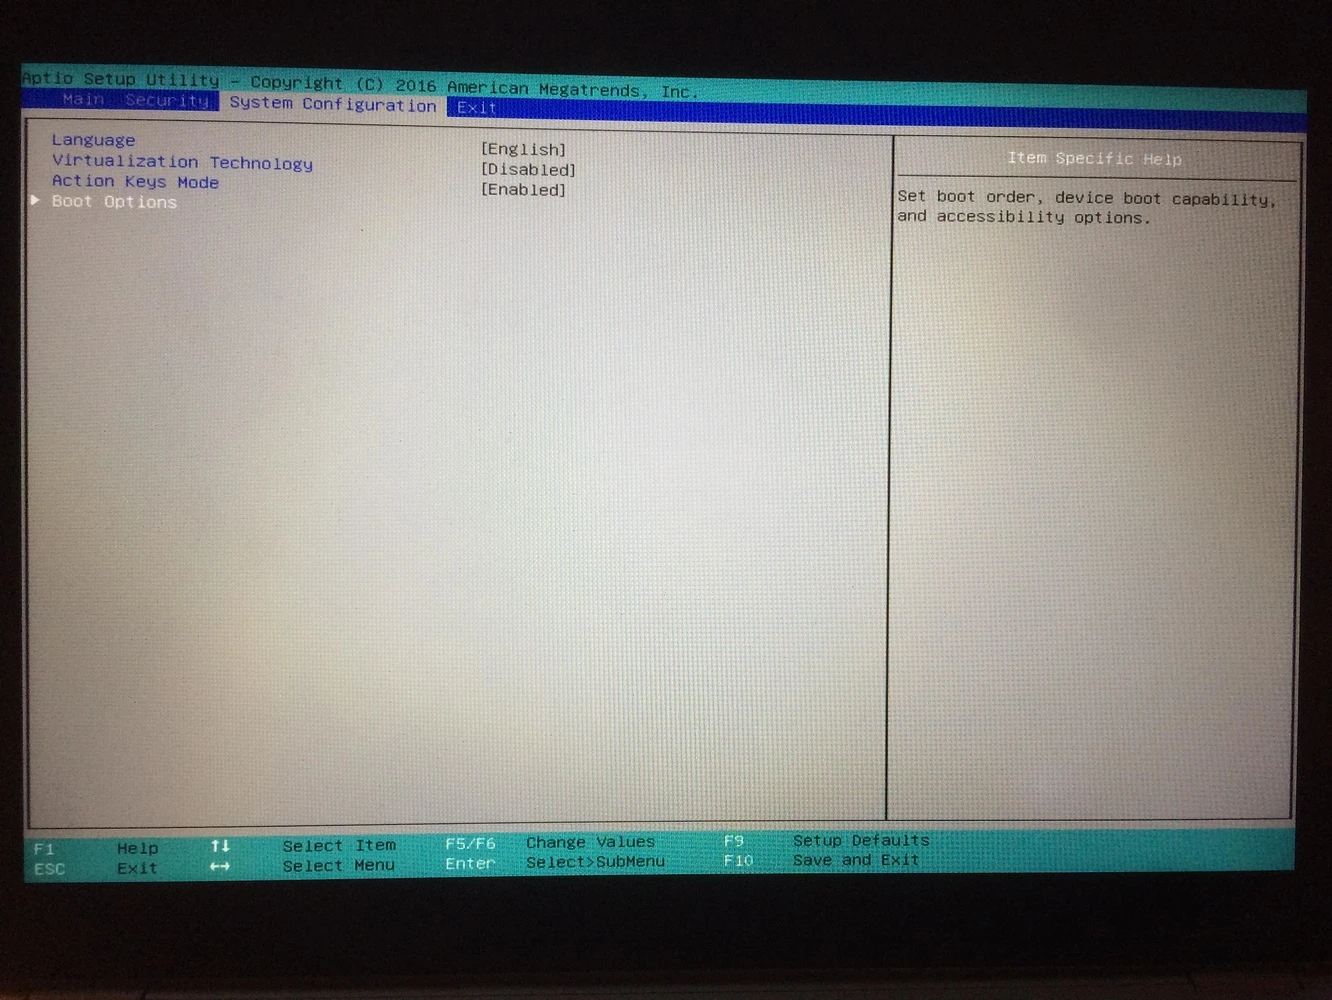 Aptio Setup Utility - Copyright (C) 2016 American Megatrends, Inc.
Main Security System Configuration Exit
Language [English]
Virtualization Technology [Disabled]
Action Keys Mode [Enabled]
Boot Options
Item Specific Help
Set boot order, device boot capability,
and accessibility options.
F1 Help ↑↓ Select Item F5/F6 Change Values F9 Setup Defaults
ESC Exit ↔ Select Menu Enter Select>SubMenu F10 Save and Exit